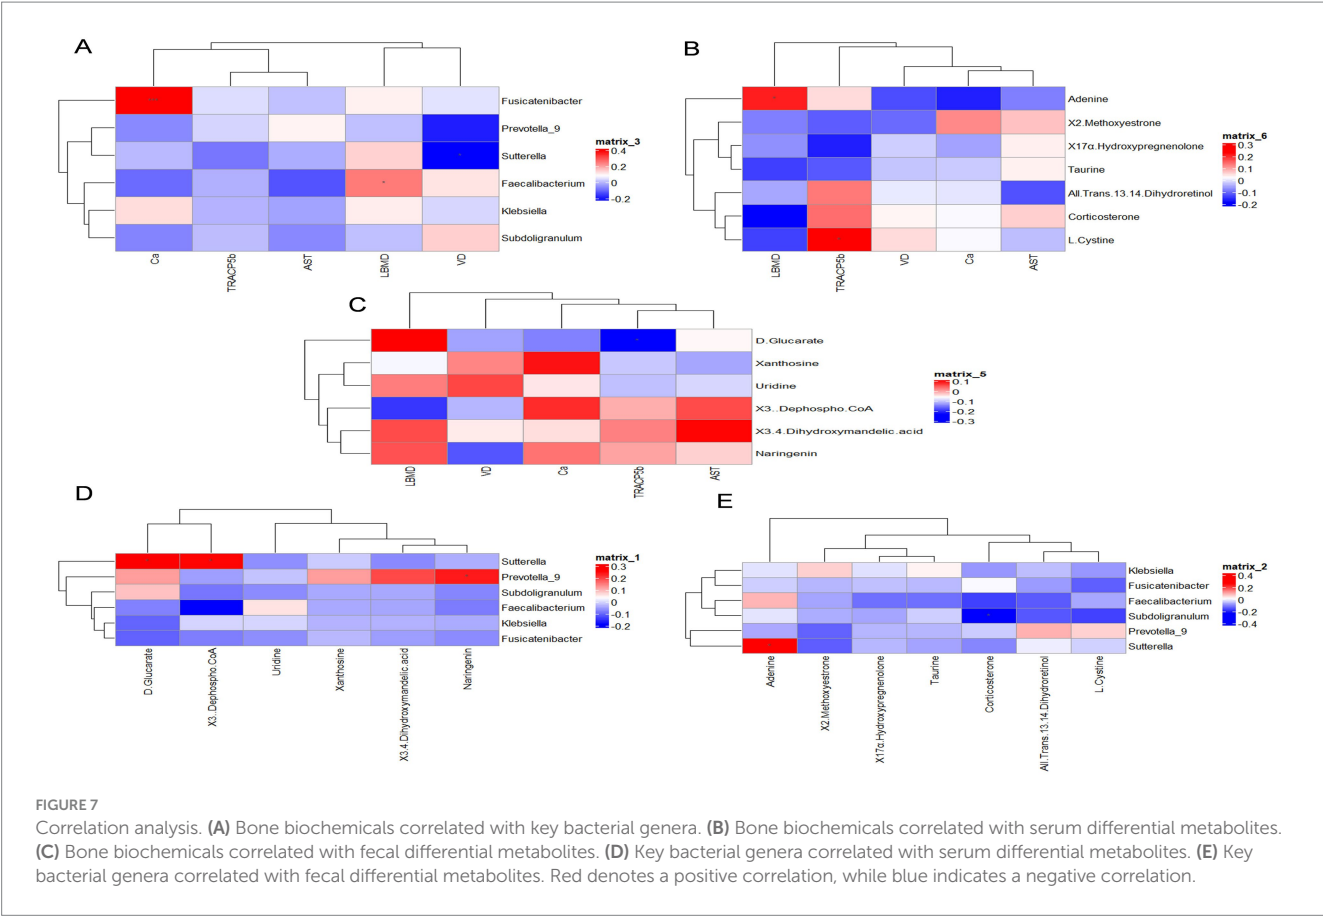 A
Fusicatenibacter
Prevotella_9
Sutterella
Faecalibacterium
Klebsiella
Subdoligranulum
Ca
TRACP5b
AST
LBMD
VD
matrix_3
0.4
0.2
0
-0.2
B
Adenine
X2.Methoxyestrone
X17α.Hydroxypregnenolone
Taurine
All.Trans.13.14.Dihydroretinol
Corticosterone
L.Cystine
LBMD
TRACP5b
VD
Ca
AST
matrix_6
0.3
0.2
0.1
0
-0.1
-0.2
C
D.Glucarate
Xanthosine
Uridine
X3..Dephospho.CoA
X3.4.Dihydroxymandelic.acid
Naringenin
LBMD
VD
Ca
TRACP5b
AST
matrix_5
0.1
0
-0.1
-0.2
-0.3
D
Sutterella
Prevotella_9
Subdoligranulum
Faecalibacterium
Klebsiella
Fusicatenibacter
D.Glucarate
X3..Dephospho.CoA
Uridine
Xanthosine
X3.4.Dihydroxymandelic.acid
Naringenin
matrix_1
0.3
0.2
0.1
0
-0.1
-0.2
E
Klebsiella
Fusicatenibacter
Faecalibacterium
Subdoligranulum
Prevotella_9
Sutterella
Adenine
X2.Methoxyestrone
X17α.Hydroxypregnenolone
Taurine
Corticosterone
All.Trans.13.14.Dihydroretinol
L.Cystine
matrix_2
0.4
0.2
0
-0.2
-0.4
FIGURE 7
Correlation analysis. (A) Bone biochemicals correlated with key bacterial genera. (B) Bone biochemicals correlated with serum differential metabolites.
(C) Bone biochemicals correlated with fecal differential metabolites. (D) Key bacterial genera correlated with serum differential metabolites. (E) Key
bacterial genera correlated with fecal differential metabolites. Red denotes a positive correlation, while blue indicates a negative correlation.